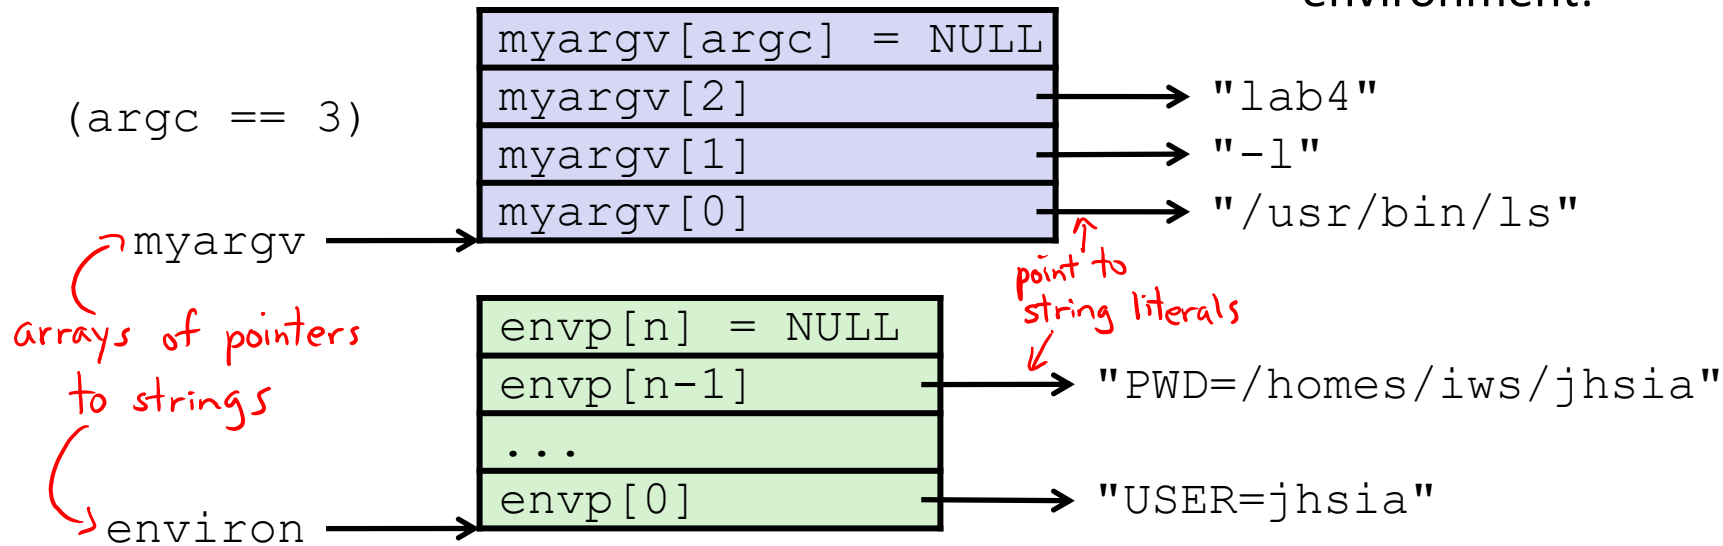 environment:
myargv[argc] = NULL
myargv[2] "lab4"
(argc == 3)
myargv[1] "-l"
myargv[0] "/usr/bin/ls"
myargv
point to
string literals
arrays of pointers
to strings
envp[n] = NULL
envp[n-1] "PWD=/homes/iws/jhsia"
...
envp[0] "USER=jhsia"
environ